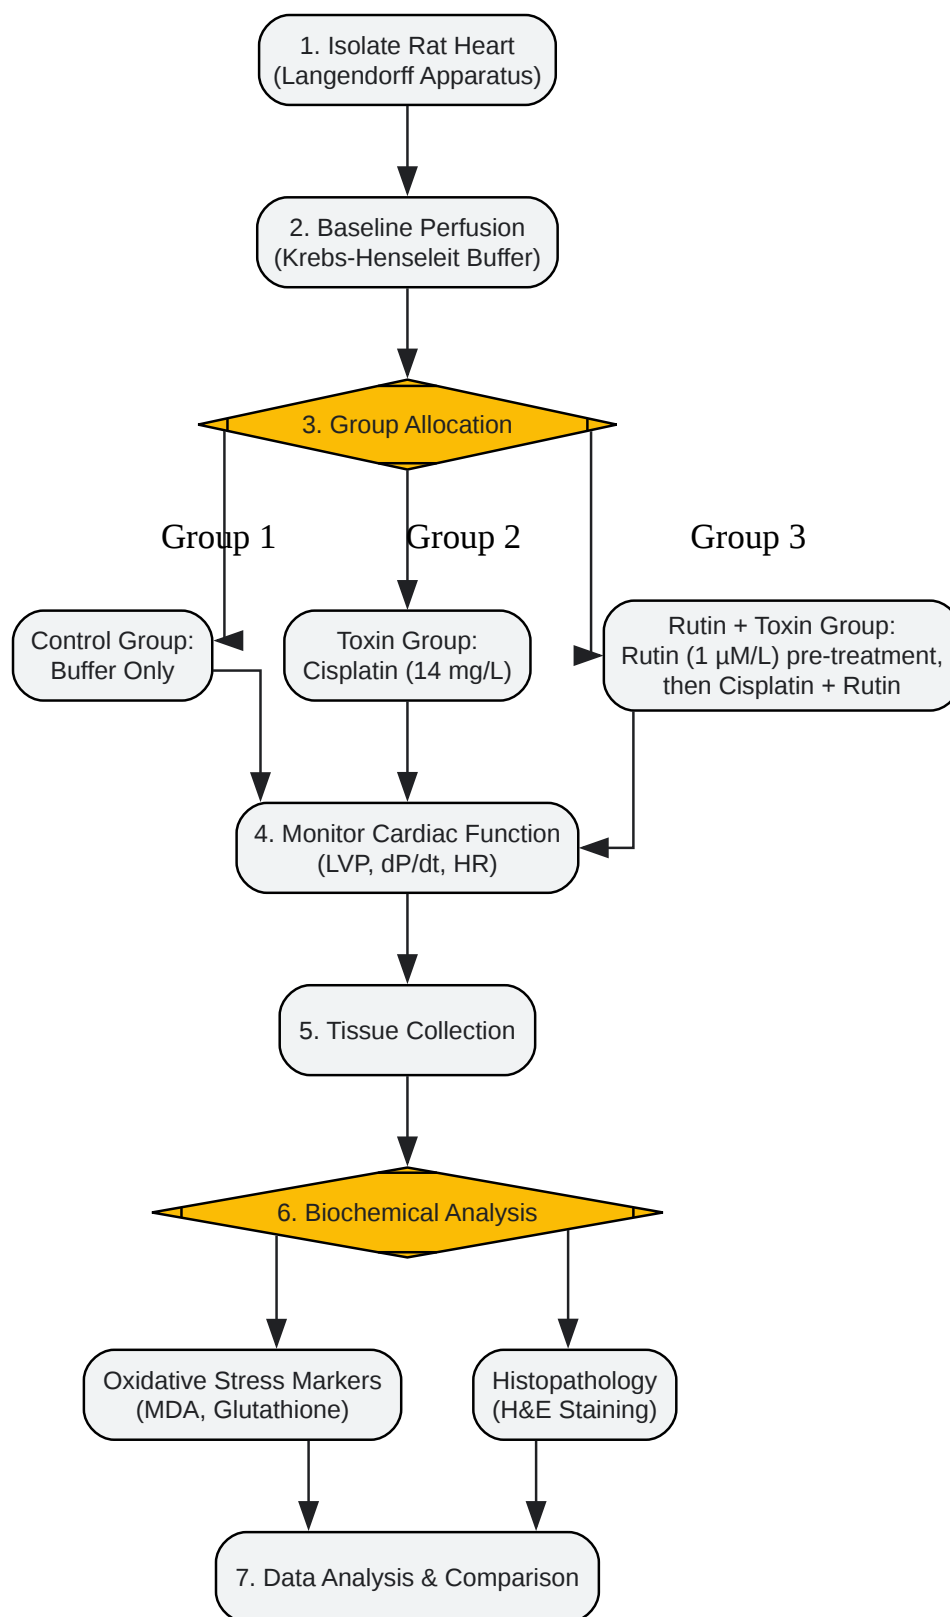 1. Isolate Rat Heart
(Langendorff Apparatus)
2. Baseline Perfusion
(Krebs-Henseleit Buffer)
3. Group Allocation
Group 1
Group 2
Group 3
Control Group:
Buffer Only
Toxin Group:
Cisplatin (14 mg/L)
Rutin + Toxin Group:
Rutin (1 µM/L) pre-treatment,
then Cisplatin + Rutin
4. Monitor Cardiac Function
(LVP, dP/dt, HR)
5. Tissue Collection
6. Biochemical Analysis
Oxidative Stress Markers
(MDA, Glutathione)
Histopathology
(H&E Staining)
7. Data Analysis & Comparison